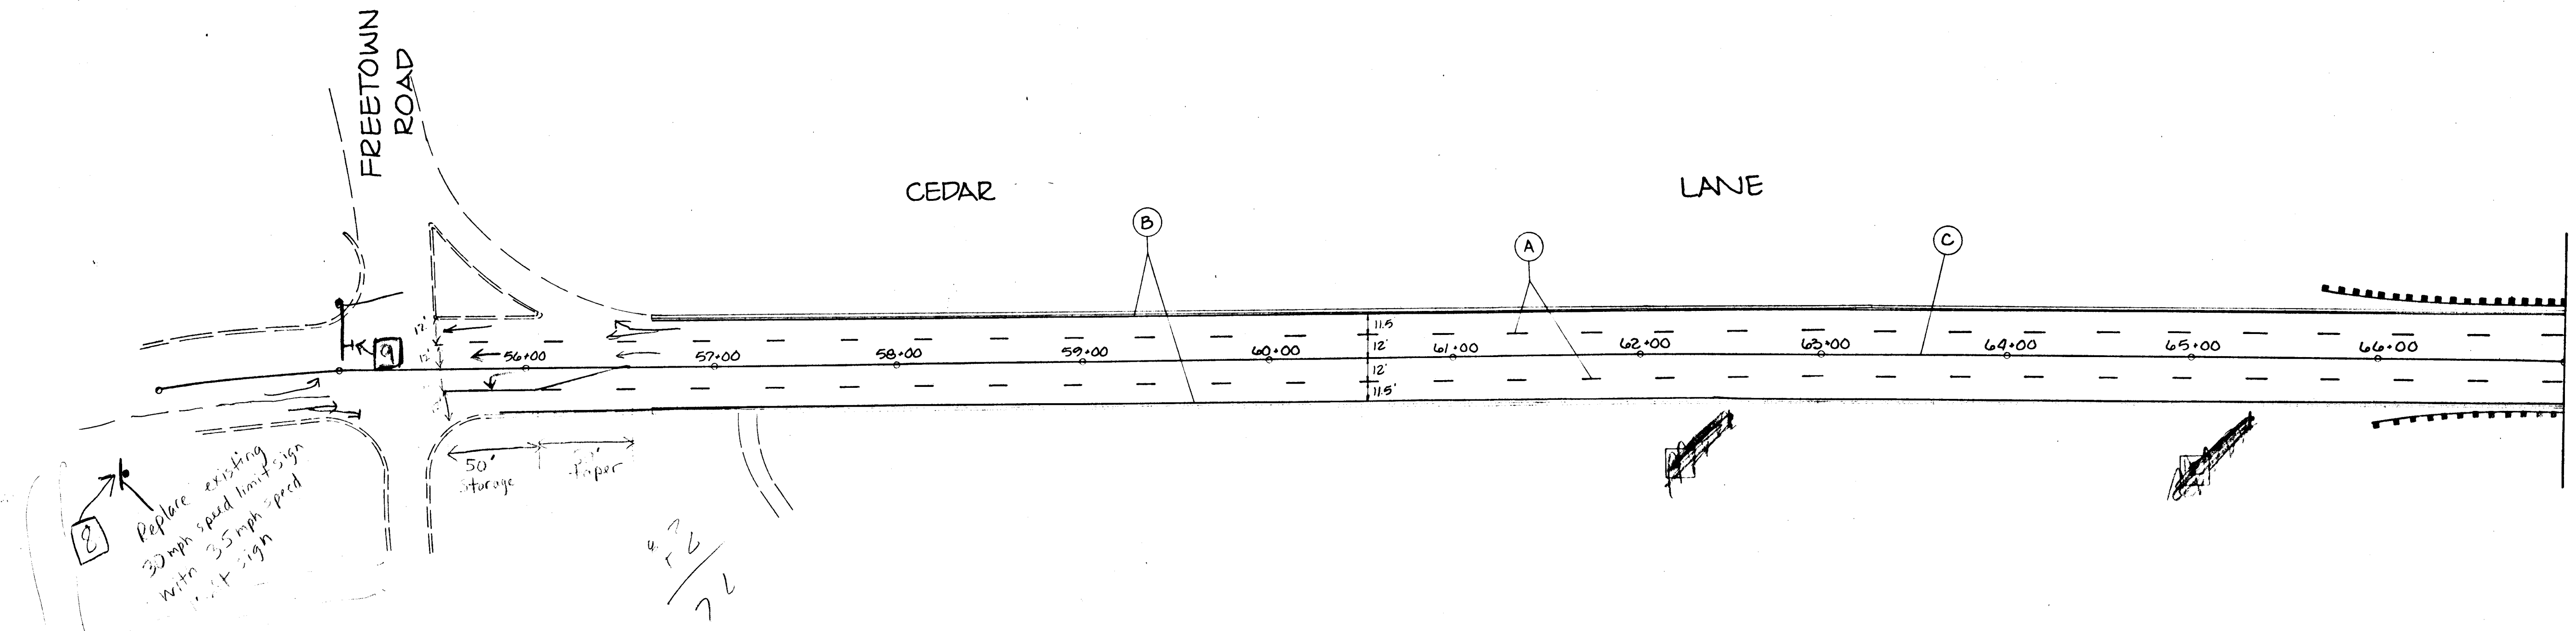 FREETOWN
ROAD
CEDAR
LANE
B
A
C
12'
12'
11.5
12'
12'
11.5'
56+00
57+00
58+00
59+00
60+00
61+00
62+00
63+00
64+00
65+00
66+00
9
50'
Storage
Taper
8
Replace existing
30 mph speed limit sign
with 35 mph speed
limit sign